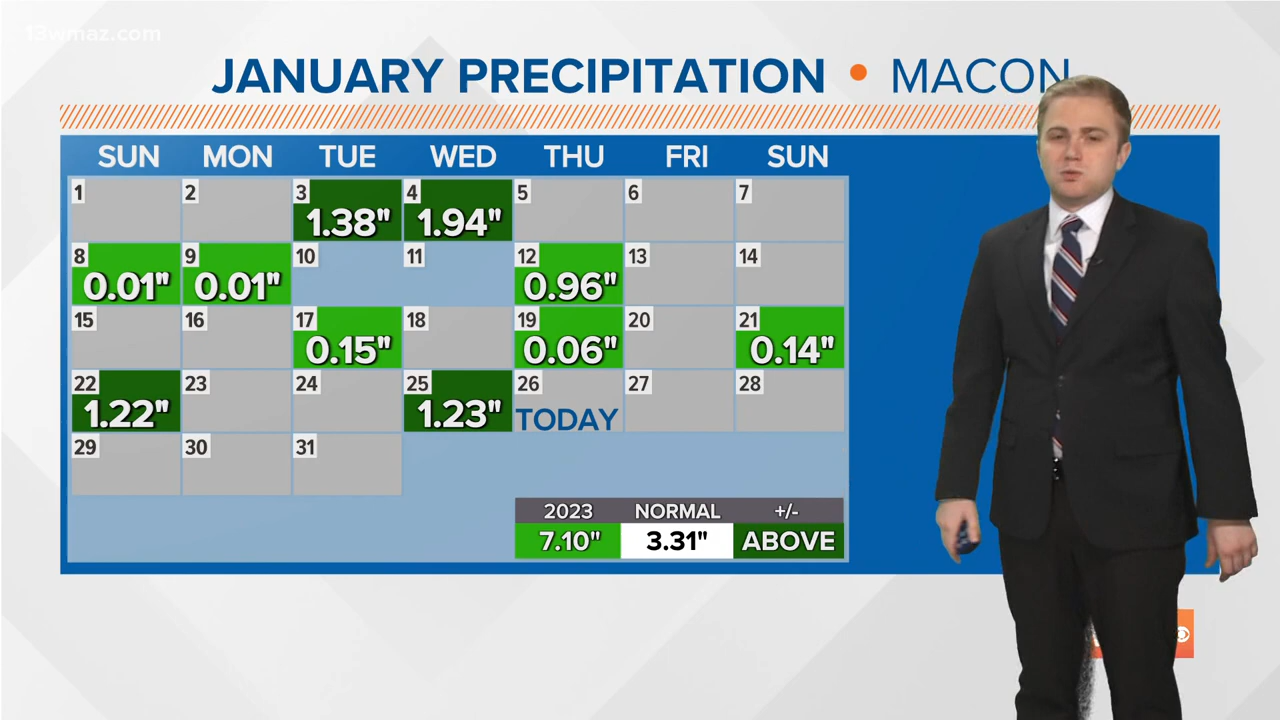 13wmaz.com
JANUARY PRECIPITATION • MACON
SUN MON TUE WED THU FRI SUN
1 2 3 4 5 6 7
1.38" 1.94"
8 9 10 11 12 13 14
0.01" 0.01" 0.96"
15 16 17 18 19 20 21
0.15" 0.06" 0.14"
22 23 24 25 26 27 28
1.22" 1.23" TODAY
29 30 31
2023 NORMAL +/-
7.10" 3.31" ABOVE